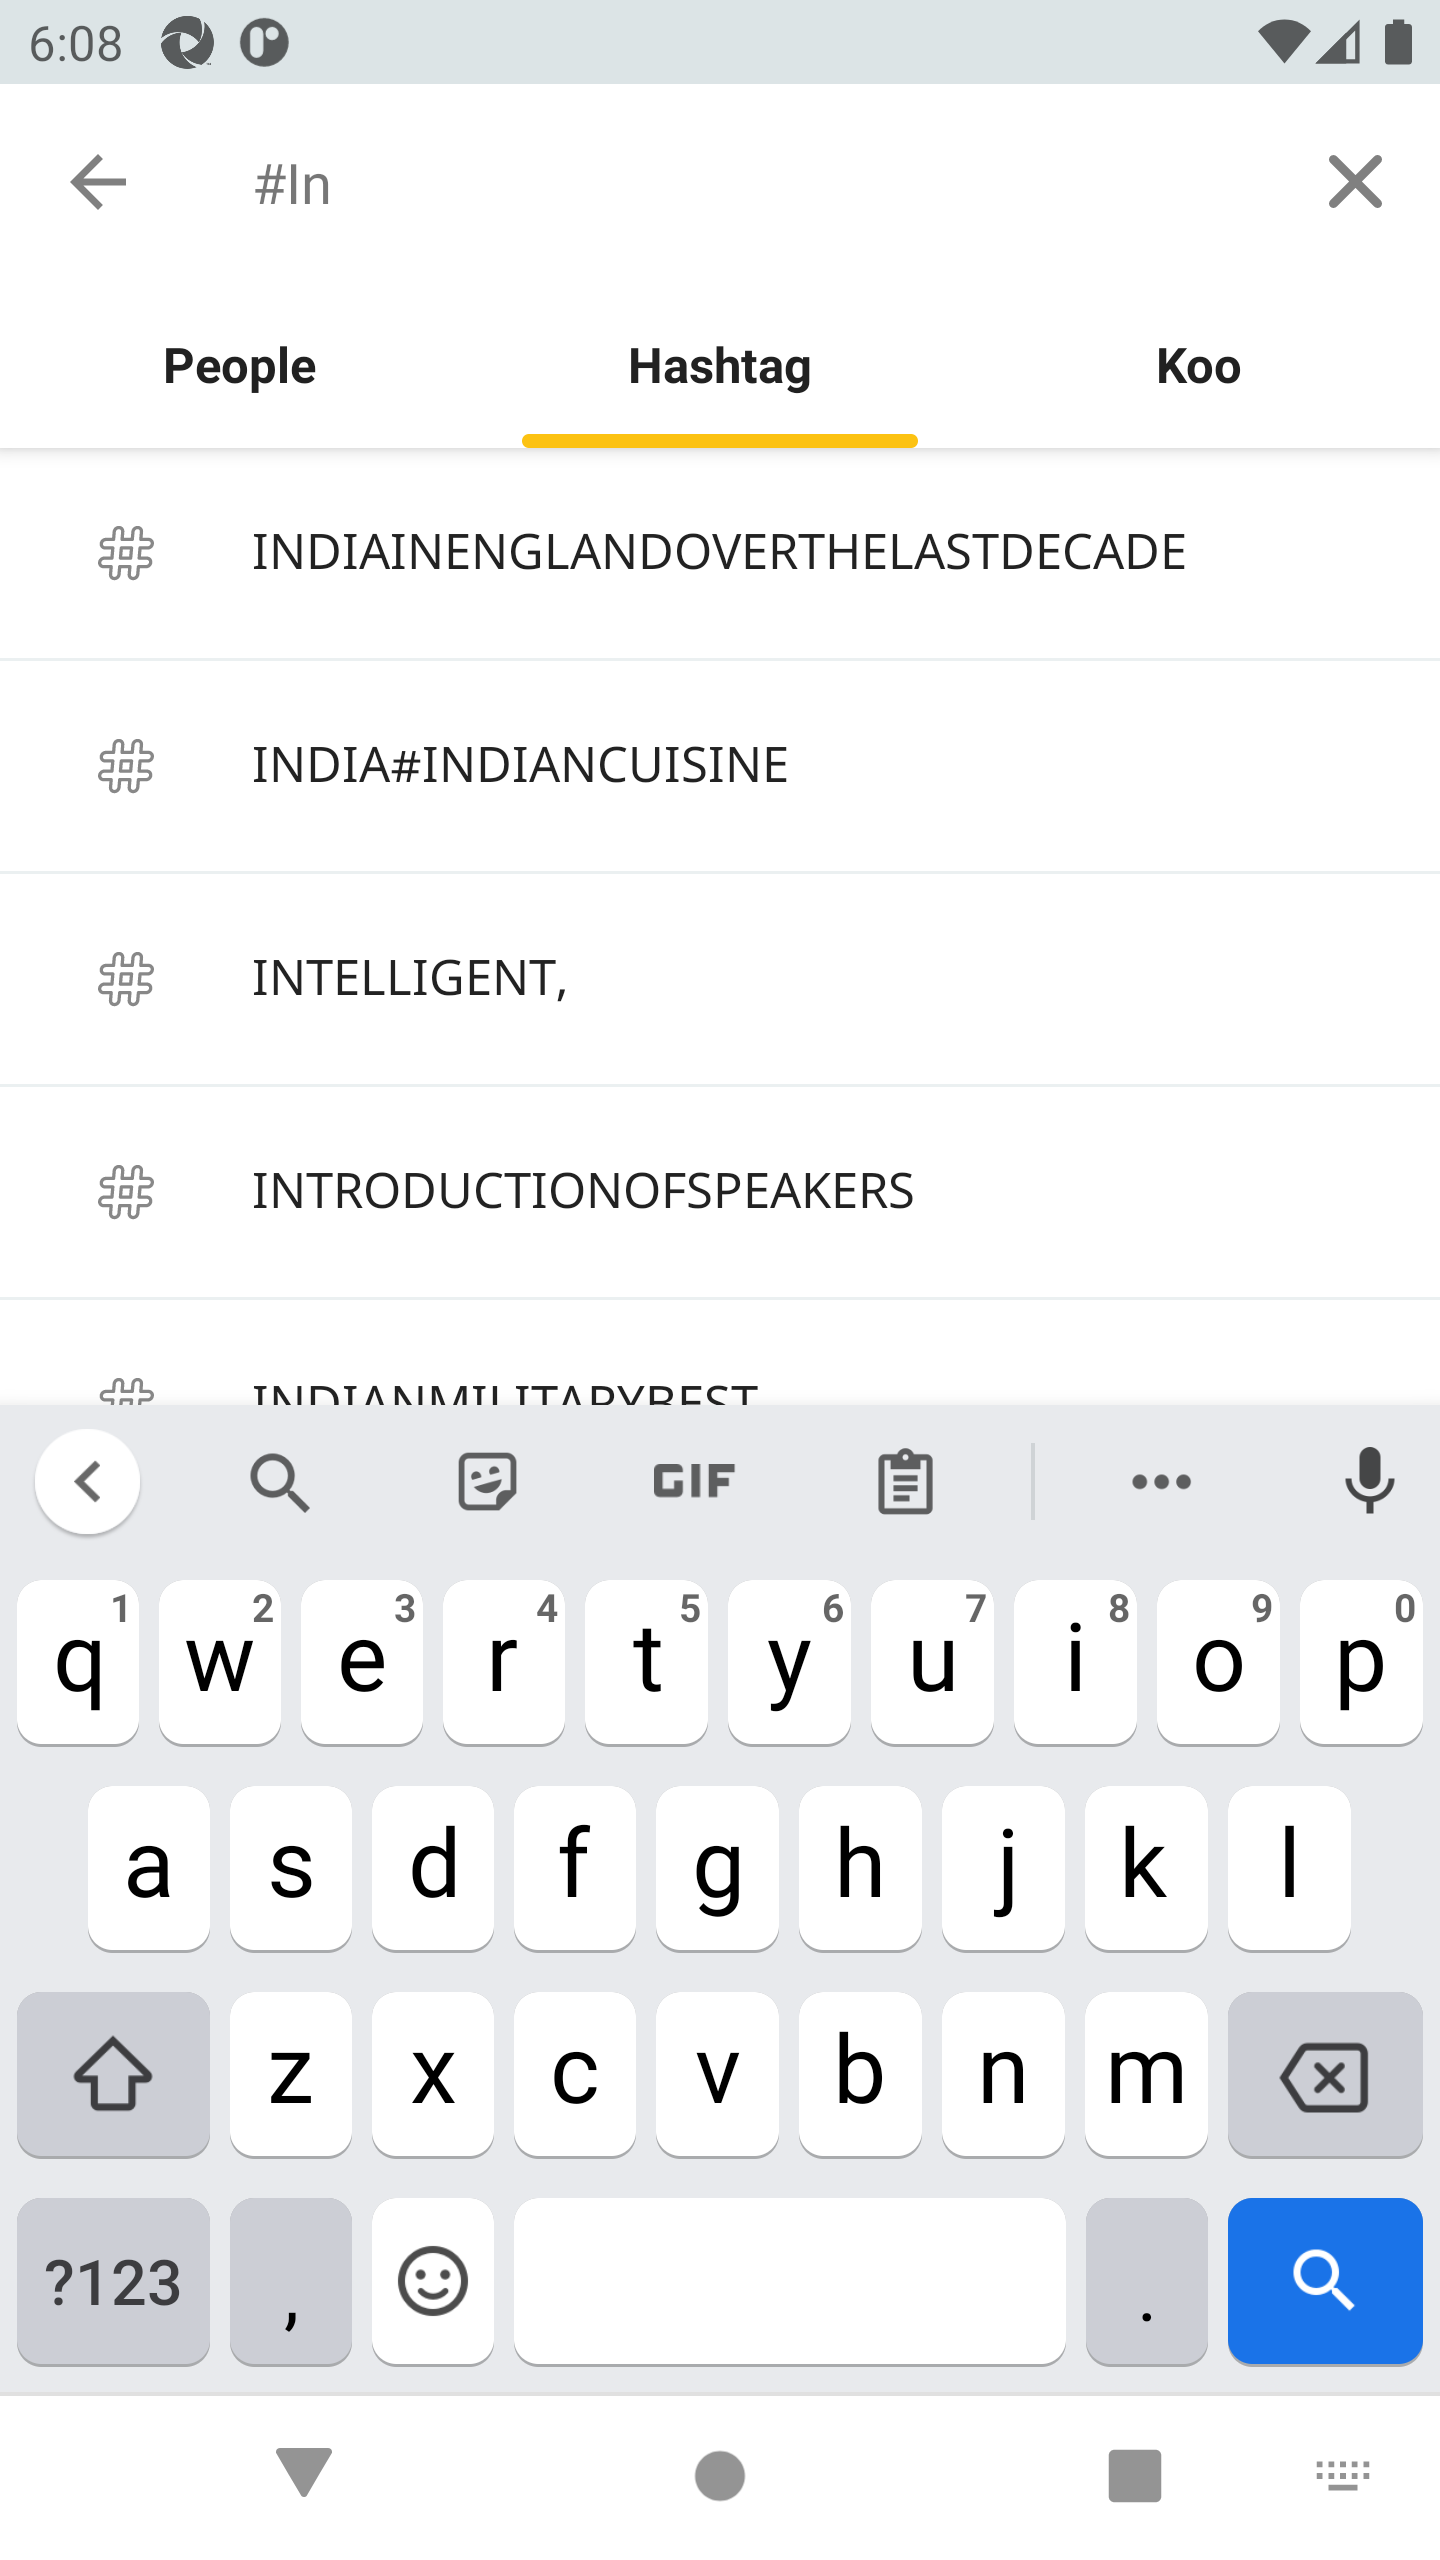 6:08
#In
People Hashtag Koo
INDIAINENGLANDOVERTHELASTDECADE
INDIA#INDIANCUISINE
INTELLIGENT,
INTRODUCTIONOFSPEAKERS
INDIANMILITARYBEST
GIF
1 2 3 4 5 6 7 8 9 0
q w e r t y u i o p
a s d f g h j k l
z x c v b n m
?123 , .